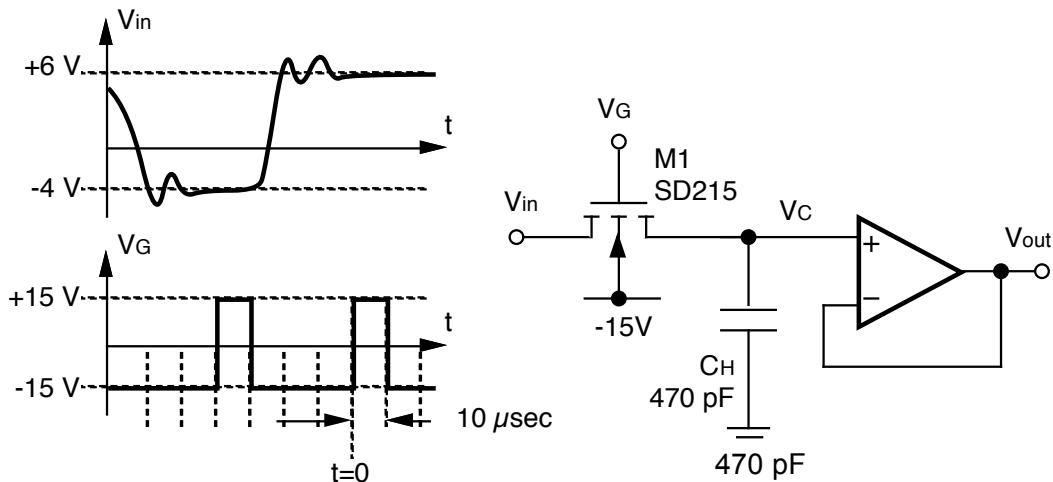 Vin
+6 V
t
-4 V
VG
+15 V
t
-15 V
10 µsec
t=0
VG
M1
SD215
Vin
VC
Vout
+
−
-15V
CH
470 pF
470 pF